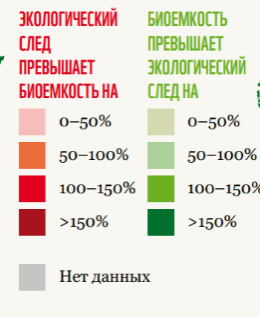 ЭКОЛОГИЧЕСКИЙ
СЛЕД
ПРЕВЫШАЕТ
БИОЕМКОСТЬ НА
0–50%
50–100%
100–150%
>150%
Нет данных
БИОЕМКОСТЬ
ПРЕВЫШАЕТ
ЭКОЛОГИЧЕСКИЙ
СЛЕД НА
0–50%
50–100%
100–150%
>150%